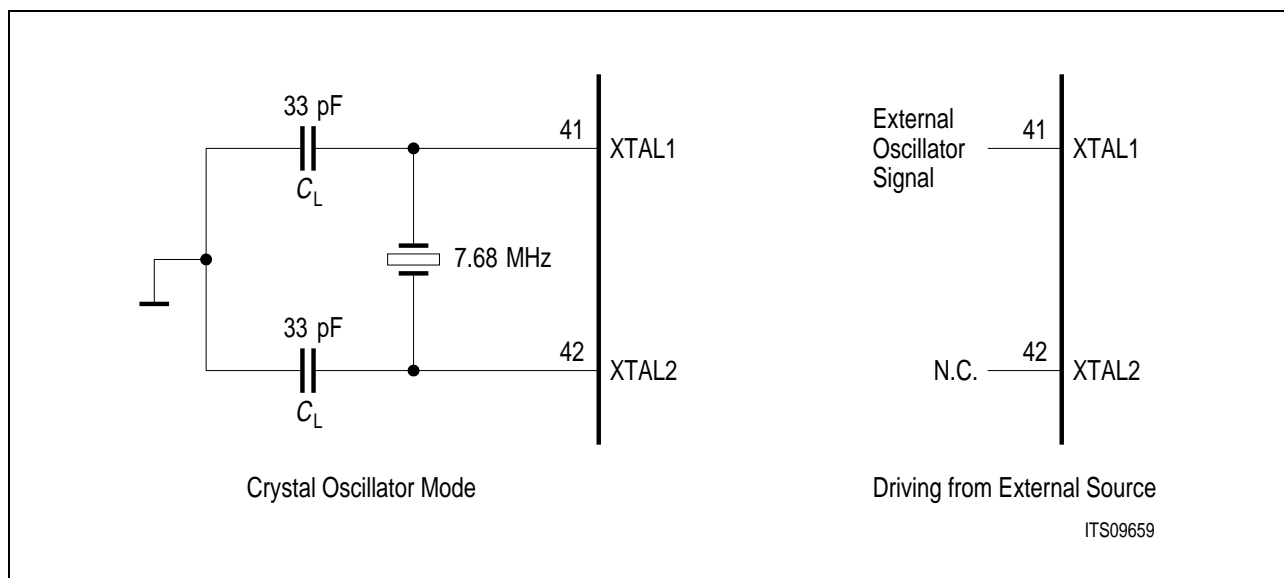 33 pF
C_L
41
XTAL1
7.68 MHz
33 pF
C_L
42
XTAL2
Crystal Oscillator Mode
External
Oscillator
Signal
41
XTAL1
N.C.
42
XTAL2
Driving from External Source
ITS09659